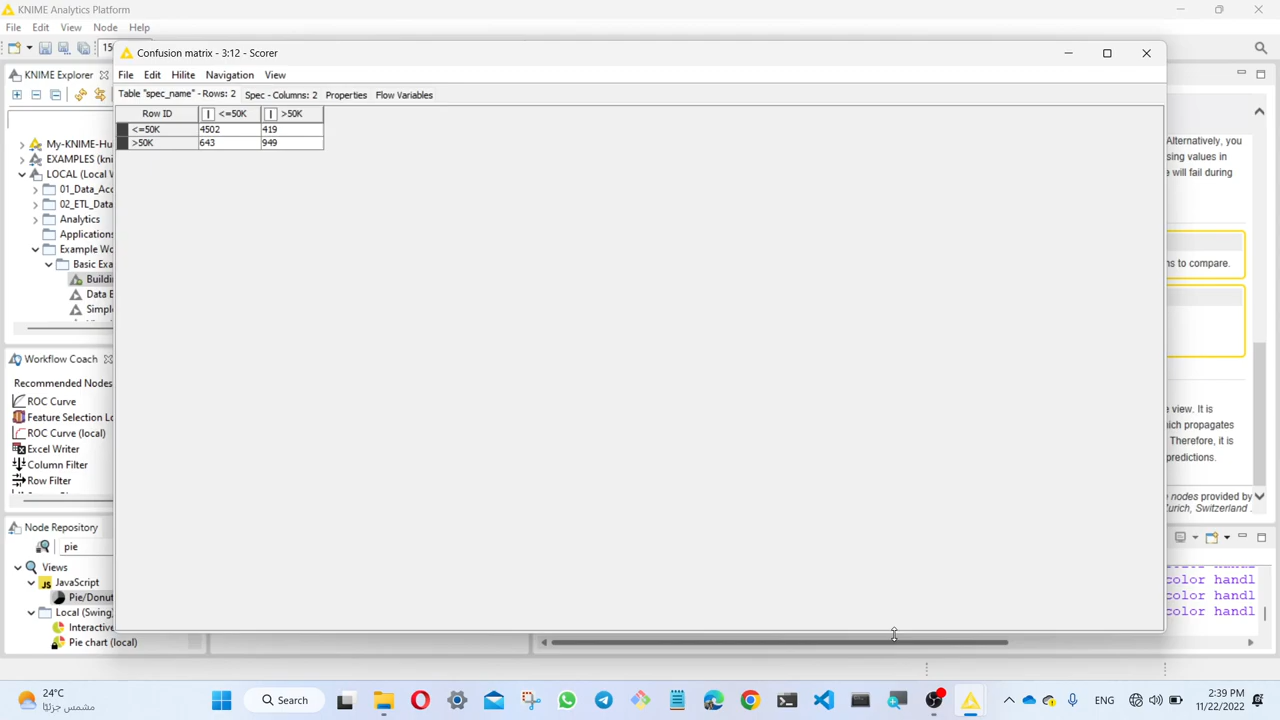 KNIME Analytics Platform
File Edit View Node Help
15
Confusion matrix - 3:12 - Scorer
File Edit Hilite Navigation View
Table "spec_name" - Rows: 2 Spec - Columns: 2 Properties Flow Variables
Row ID <=50K >50K
<=50K 4502 419
>50K 643 949
KNIME Explorer
My-KNIME-Hu
EXAMPLES (kni
LOCAL (Local W
01_Data_Acc
02_ETL_Data
Analytics
Applications
Example Wo
Basic Exa
Buildin
Data E
Simpl
Workflow Coach
Recommended Nodes
ROC Curve
Feature Selection Lo
ROC Curve (local)
Excel Writer
Column Filter
Row Filter
Node Repository
pie
Views
JavaScript
Pie/Donut
Local (Swing)
Interactive
Pie chart (local)
Alternatively, you
sing values in
will fail during
ns to compare.
e view. It is
hich propagates
Therefore, it is
predictions.
e nodes provided by
Zurich, Switzerland .
color handl
color handl
color handl
24°C
مشمس جزئيًا
Search
ENG
2:39 PM
11/22/2022